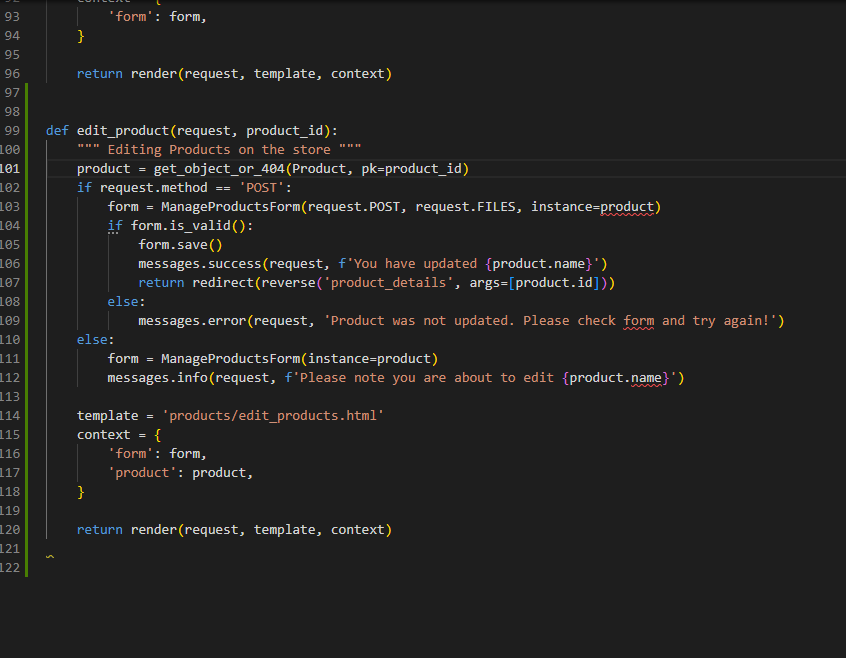 93 'form': form,
94 }
95
96 return render(request, template, context)
97
98
99 def edit_product(request, product_id):
100 """ Editing Products on the store """
101 product = get_object_or_404(Product, pk=product_id)
102 if request.method == 'POST':
103 form = ManageProductsForm(request.POST, request.FILES, instance=product)
104 if form.is_valid():
105 form.save()
106 messages.success(request, f'You have updated {product.name}')
107 return redirect(reverse('product_details', args=[product.id]))
108 else:
109 messages.error(request, 'Product was not updated. Please check form and try again!')
110 else:
111 form = ManageProductsForm(instance=product)
112 messages.info(request, f'Please note you are about to edit {product.name}')
113
114 template = 'products/edit_products.html'
115 context = {
116 'form': form,
117 'product': product,
118 }
119
120 return render(request, template, context)
121
122